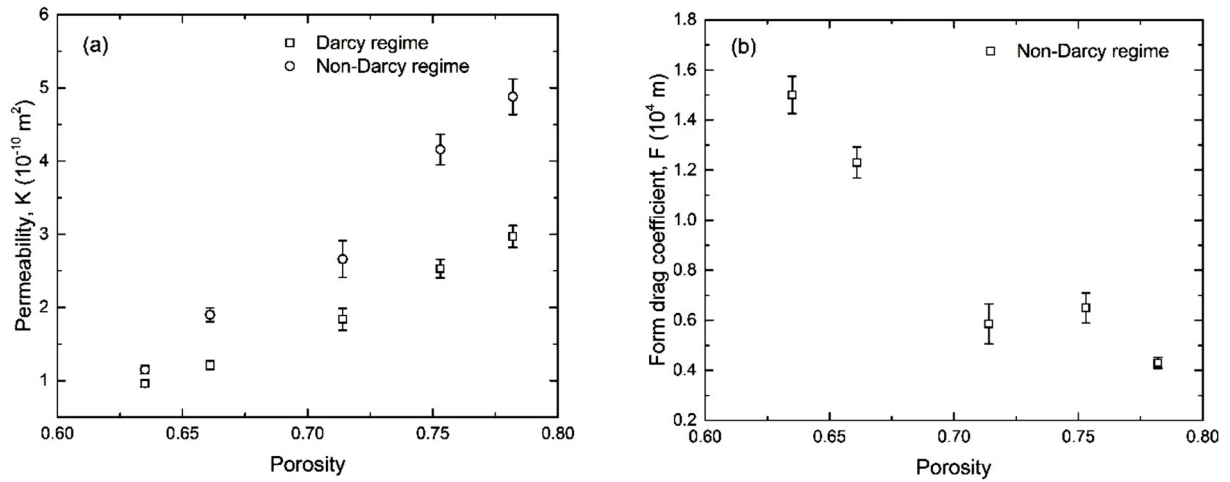 (a)
Darcy regime
Non-Darcy regime
Permeability, K (10⁻¹⁰ m²)
6
5
4
3
2
1
0.60 0.65 0.70 0.75 0.80
Porosity
(b)
Non-Darcy regime
Form drag coefficient, F (10⁴ m)
1.8
1.6
1.4
1.2
1.0
0.8
0.6
0.4
0.2
0.60 0.65 0.70 0.75 0.80
Porosity